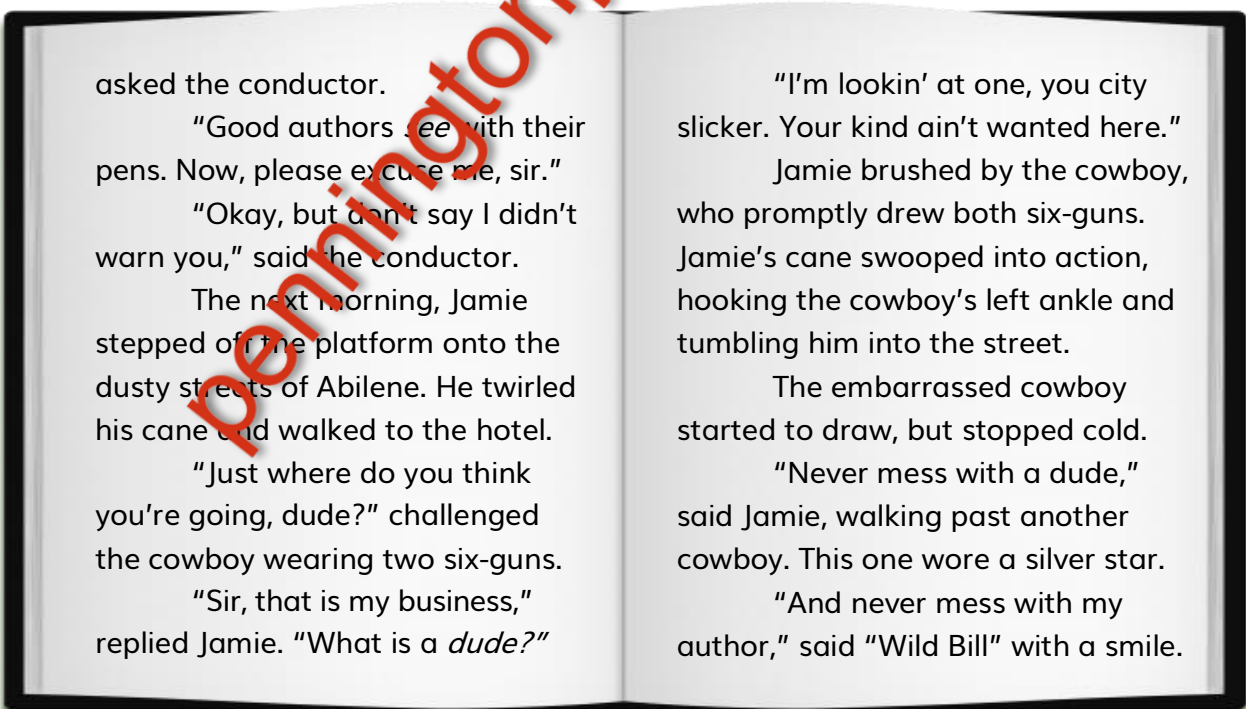 asked the conductor.
“Good authors see with their
pens. Now, please excuse me, sir.”
“Okay, but don’t say I didn’t
warn you,” said the conductor.
The next morning, Jamie
stepped off the platform onto the
dusty streets of Abilene. He twirled
his cane and walked to the hotel.
“Just where do you think
you’re going, dude?” challenged
the cowboy wearing two six-guns.
“Sir, that is my business,”
replied Jamie. “What is a dude?”
“I’m lookin’ at one, you city
slicker. Your kind ain’t wanted here.”
Jamie brushed by the cowboy,
who promptly drew both six-guns.
Jamie’s cane swooped into action,
hooking the cowboy’s left ankle and
tumbling him into the street.
The embarrassed cowboy
started to draw, but stopped cold.
“Never mess with a dude,”
said Jamie, walking past another
cowboy. This one wore a silver star.
“And never mess with my
author,” said “Wild Bill” with a smile.